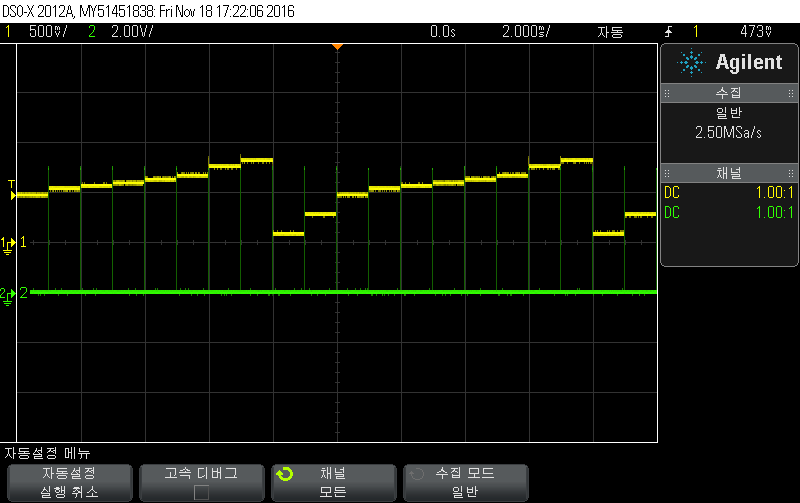 DSO-X 2012A, MY51451838: Fri Nov 18 17:22:06 2016
1 500㎷/ 2 2.00V/ 0.0s 2.000㎳/ 자동 1 473㎷
Agilent
수집
일반
2.50MSa/s
채널
DC 1.00:1
DC 1.00:1
T
1 1
2 2
자동설정 메뉴
자동설정
실행 취소
고속 디버그
채널
모든
수집 모드
일반